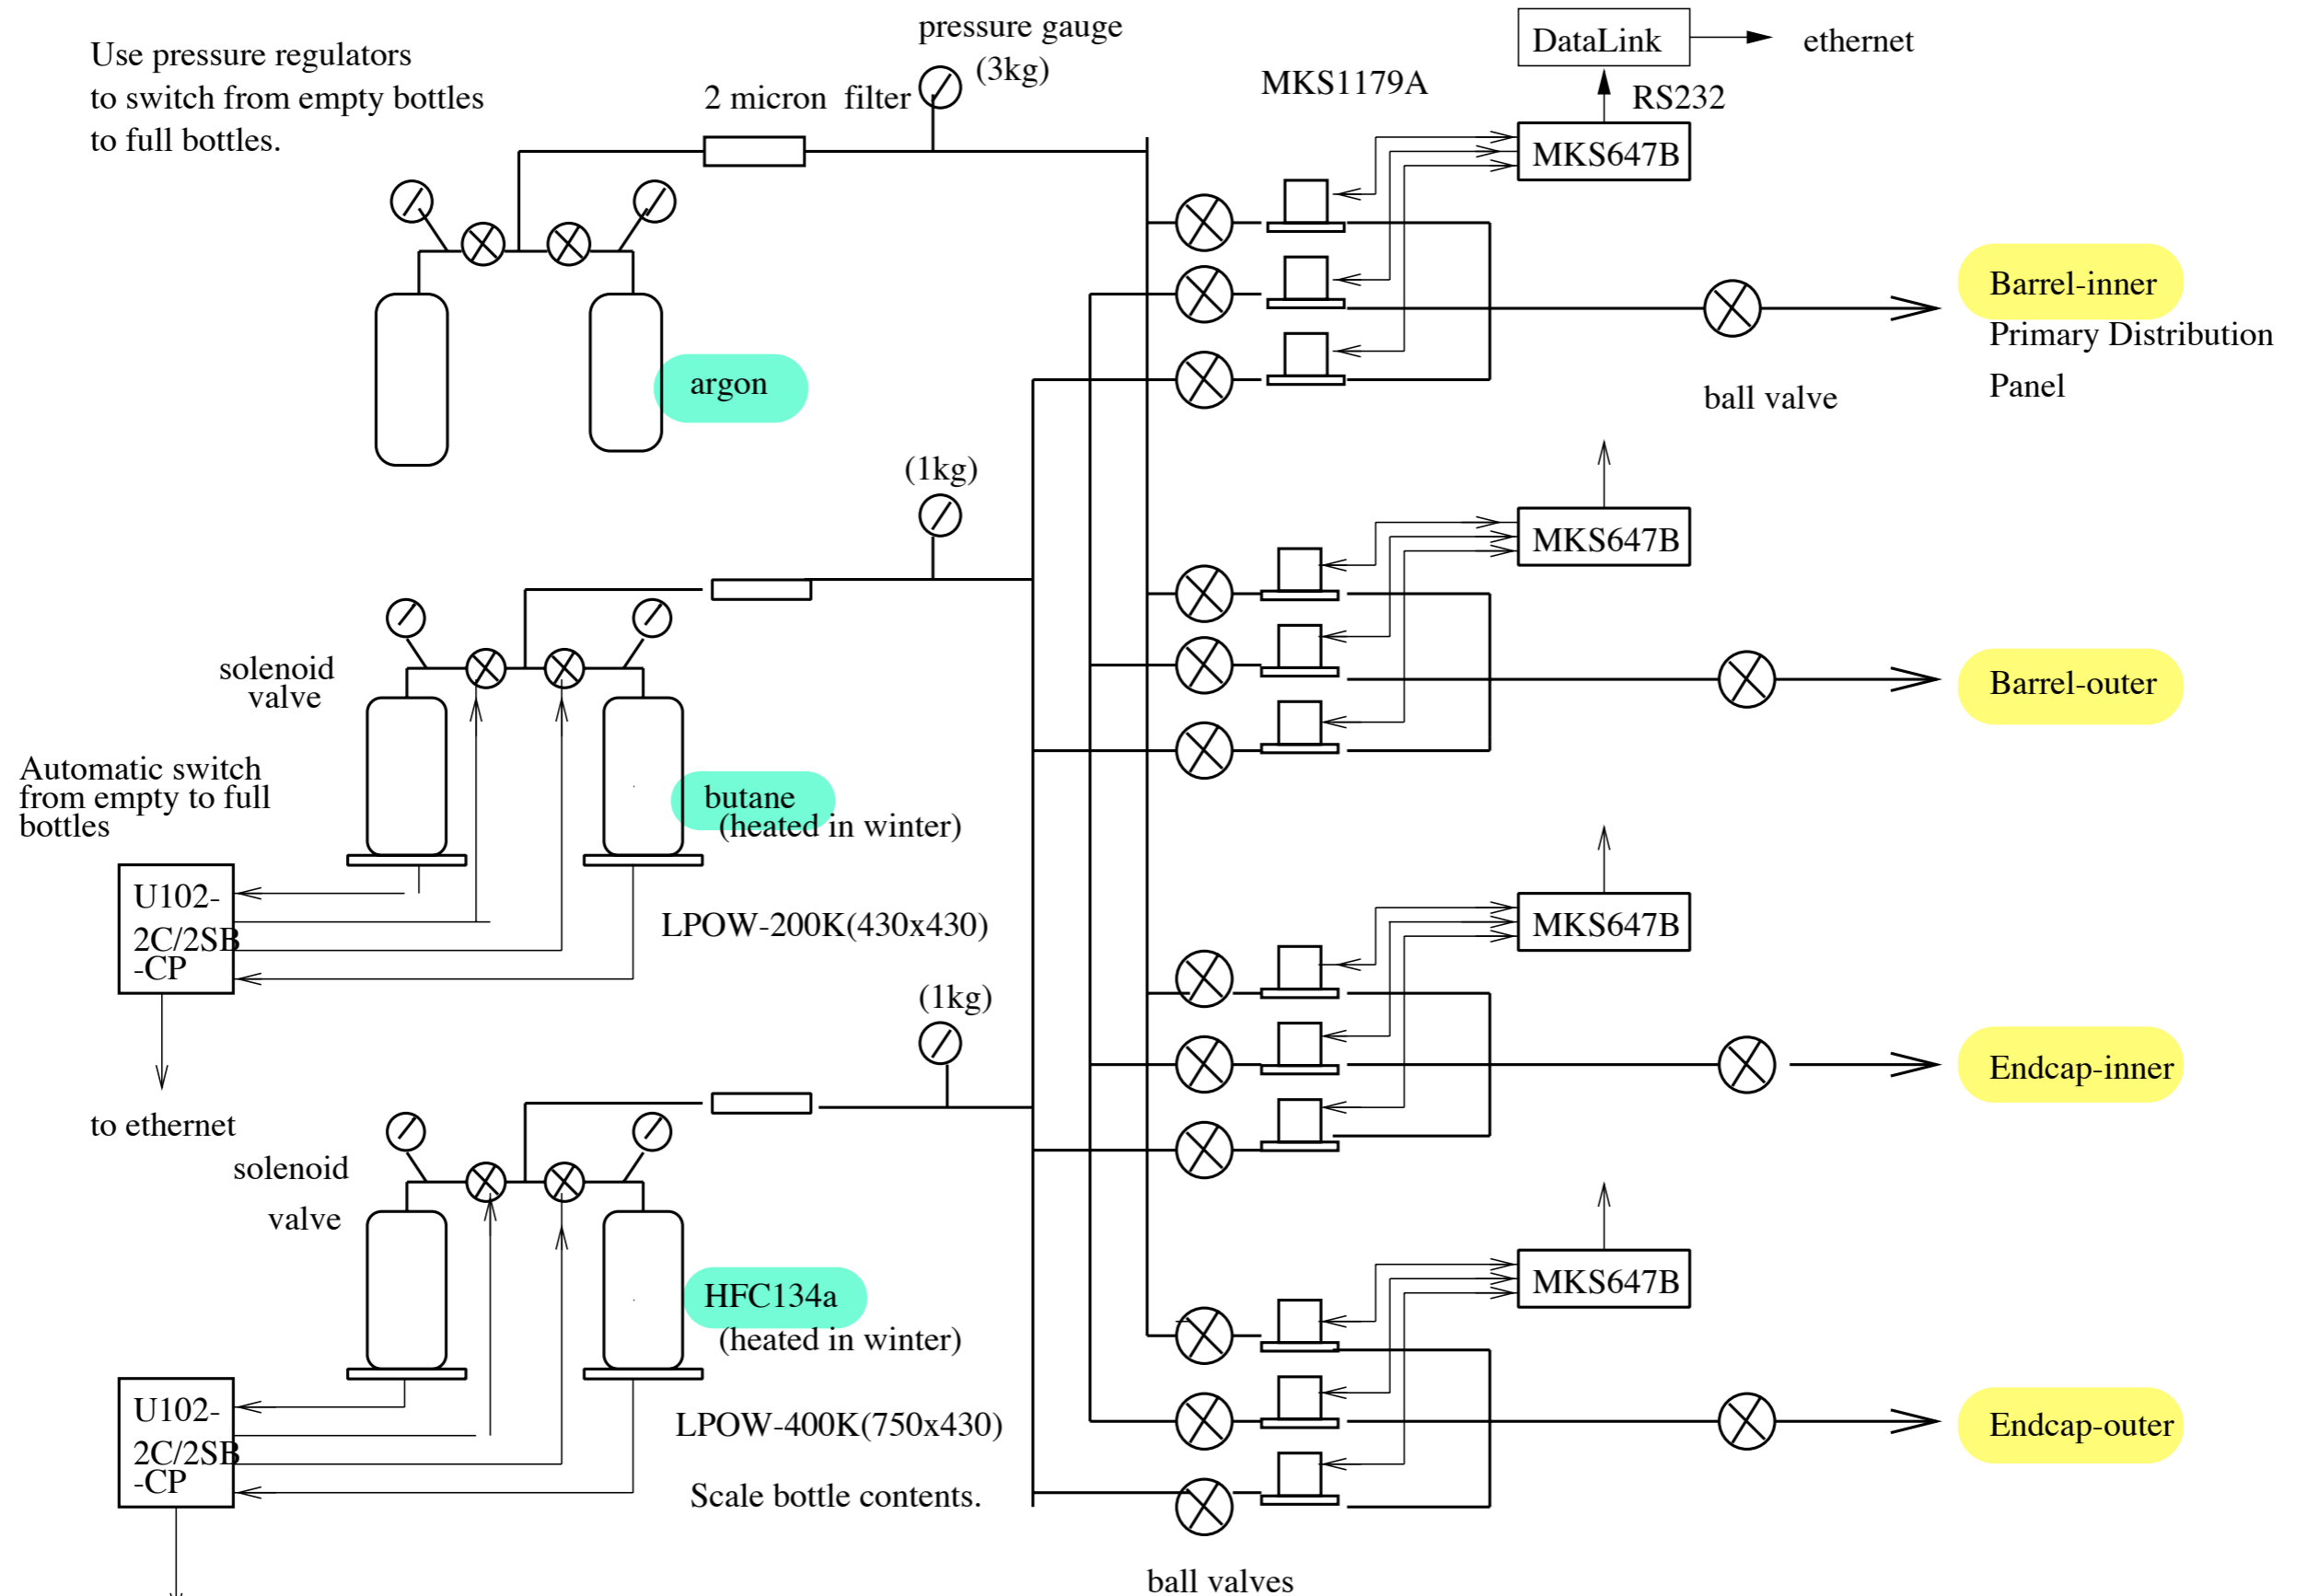 Use pressure regulators
to switch from empty bottles
to full bottles.
2 micron filter
pressure gauge
(3kg)
MKS1179A
DataLink
ethernet
RS232
MKS647B
argon
Barrel-inner
Primary Distribution
Panel
ball valve
(1kg)
MKS647B
solenoid
valve
Barrel-outer
Automatic switch
from empty to full
bottles
butane
(heated in winter)
U102-
2C/2SB
-CP
LPOW-200K(430x430)
MKS647B
(1kg)
to ethernet
Endcap-inner
solenoid
valve
HFC134a
(heated in winter)
MKS647B
U102-
2C/2SB
-CP
LPOW-400K(750x430)
Endcap-outer
Scale bottle contents.
ball valves